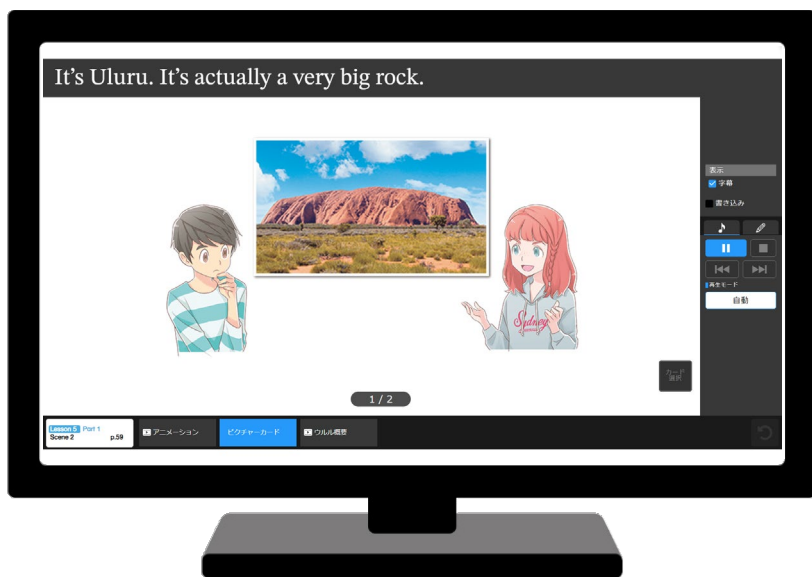 It's Uluru. It's actually a very big rock.
表示
字幕
書き込み
Sydney
再生モード
自動
カード
選択
1 / 2
Lesson 5 Part 1
Scene 2 p.59
アニメーション
ピクチャーカード
ウルル概要